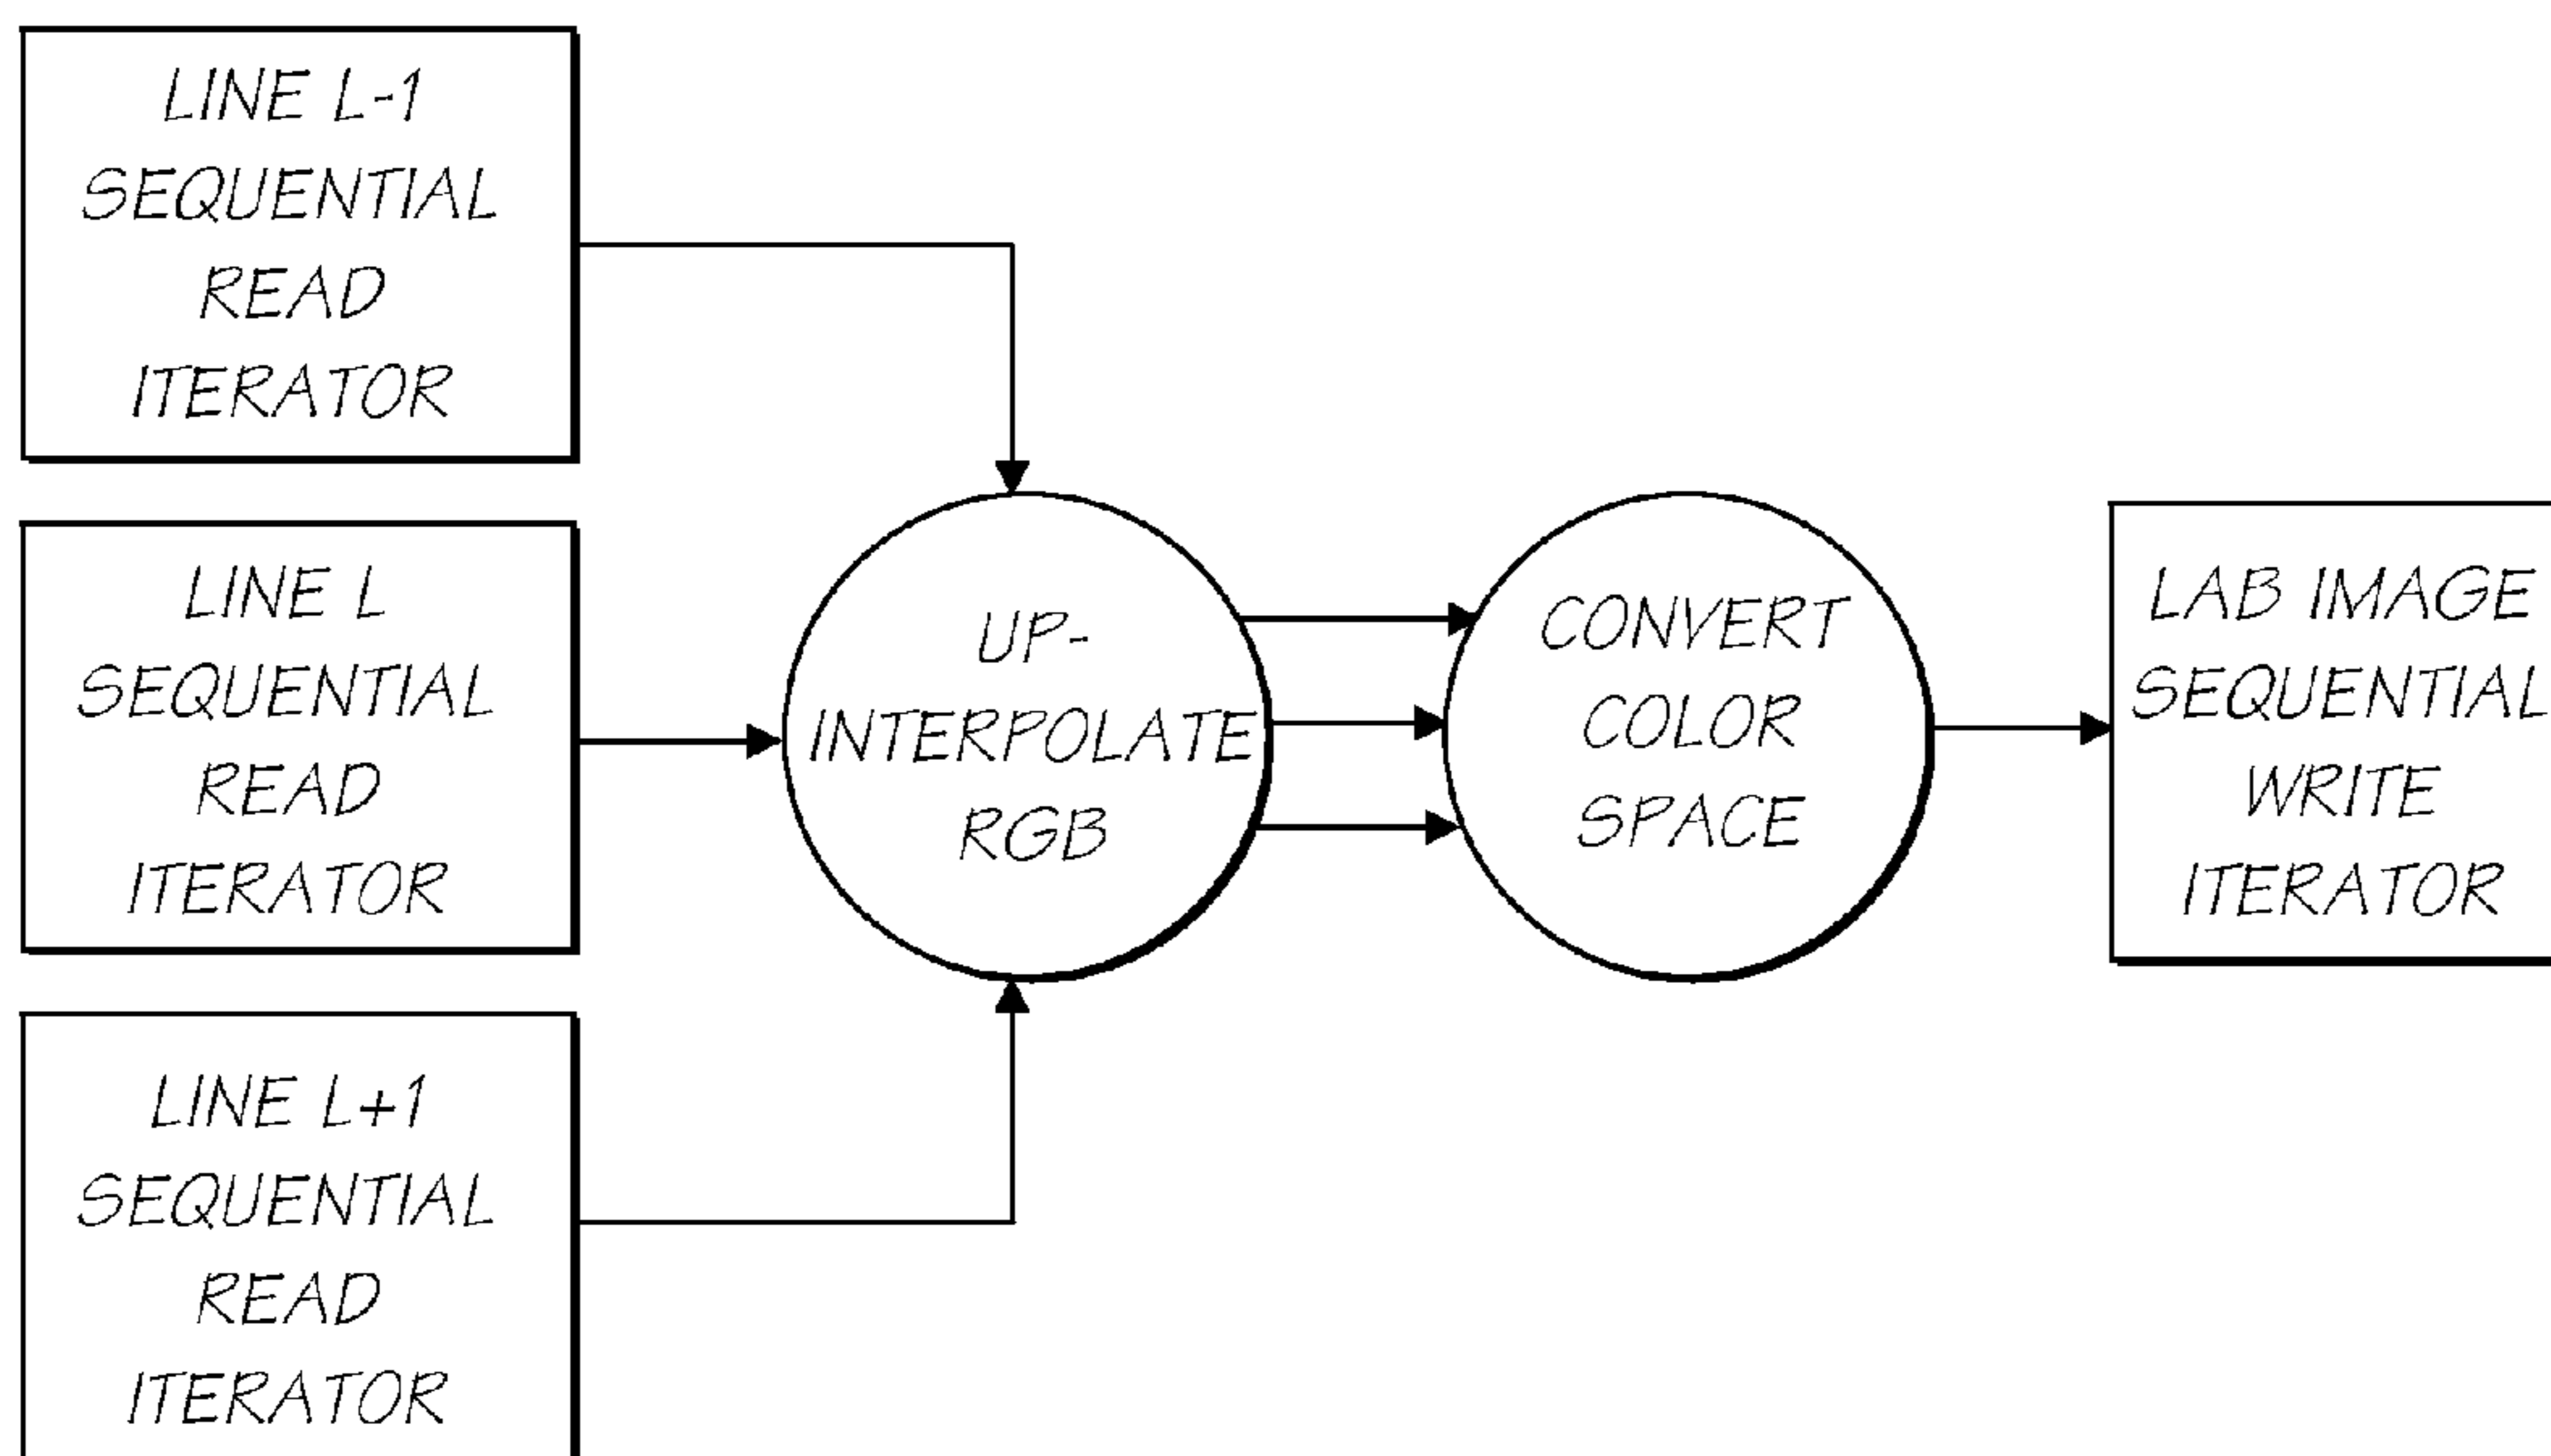 LINE L-1
SEQUENTIAL
READ
ITERATOR
LINE L
SEQUENTIAL
READ
ITERATOR
LINE L+1
SEQUENTIAL
READ
ITERATOR
UP-
INTERPOLATE
RGB
CONVERT
COLOR
SPACE
LAB IMAGE
SEQUENTIAL
WRITE
ITERATOR